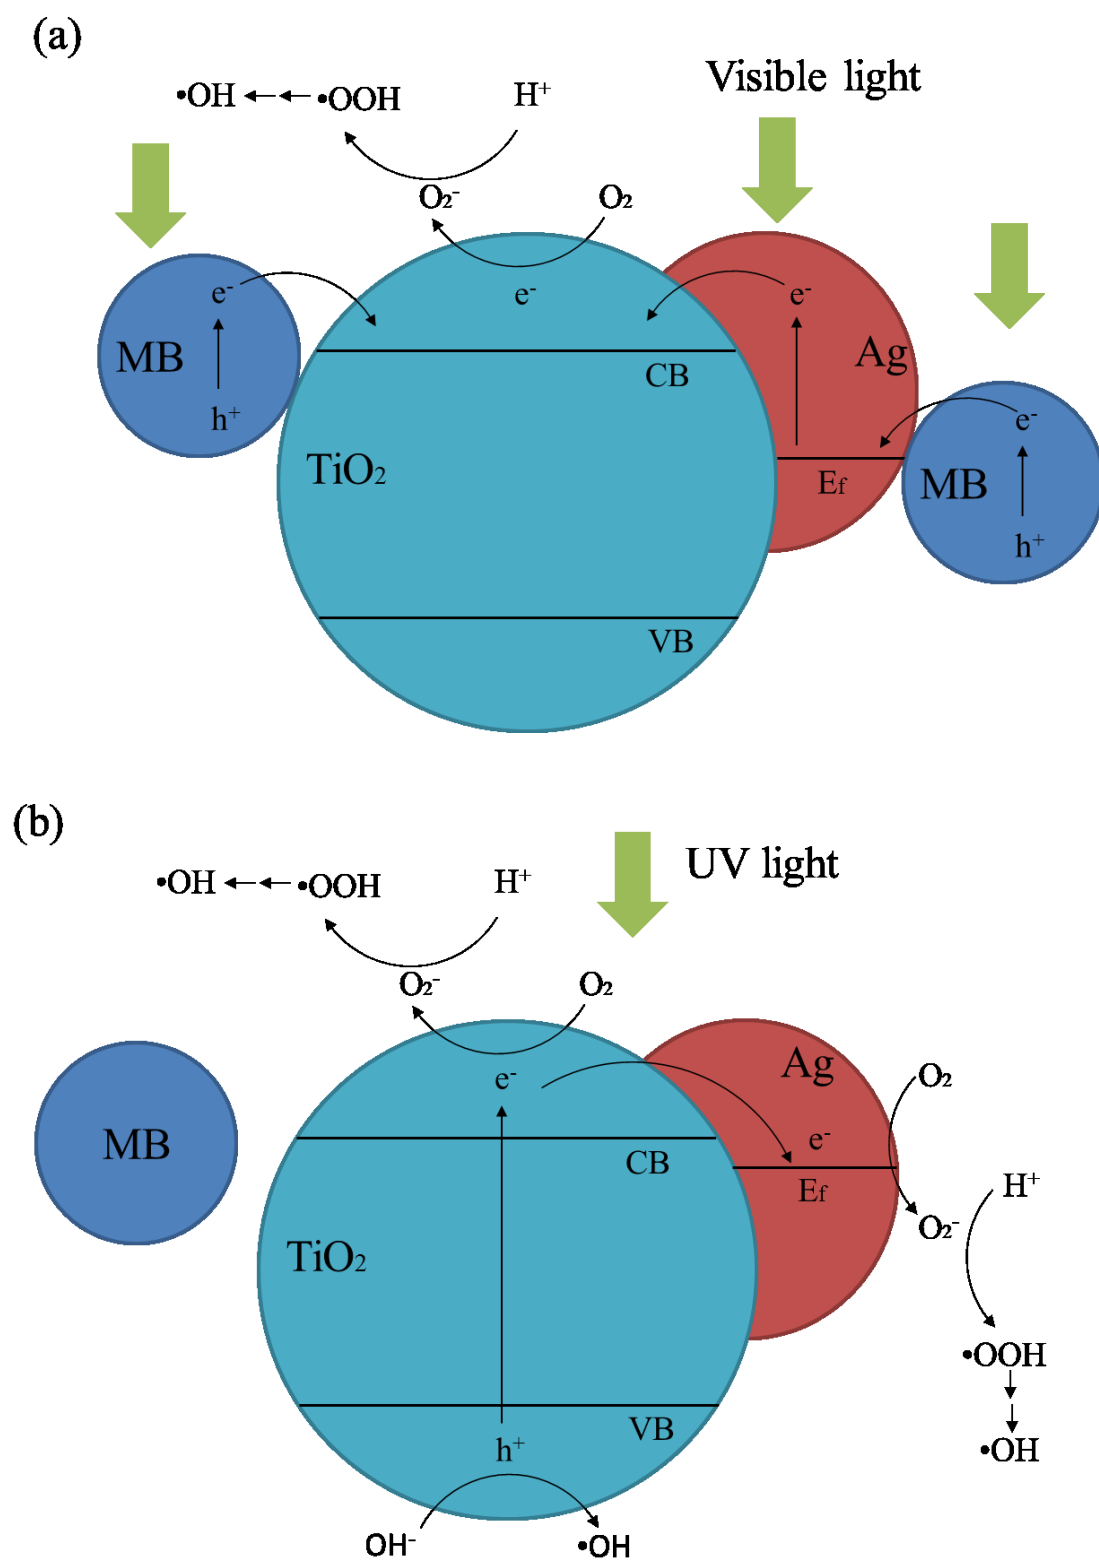 (a)
Visible light
•OH ←← •OOH H⁺
O₂⁻ O₂
e⁻ e⁻ e⁻
MB CB Ag
h⁺ e⁻
TiO₂ Ef MB
h⁺
VB
(b)
UV light
•OH ←← •OOH H⁺
O₂⁻ O₂
Ag
e⁻ O₂
MB CB e⁻
Ef H⁺
TiO₂ O₂⁻
•OOH
VB
h⁺ •OH
OH⁻ •OH